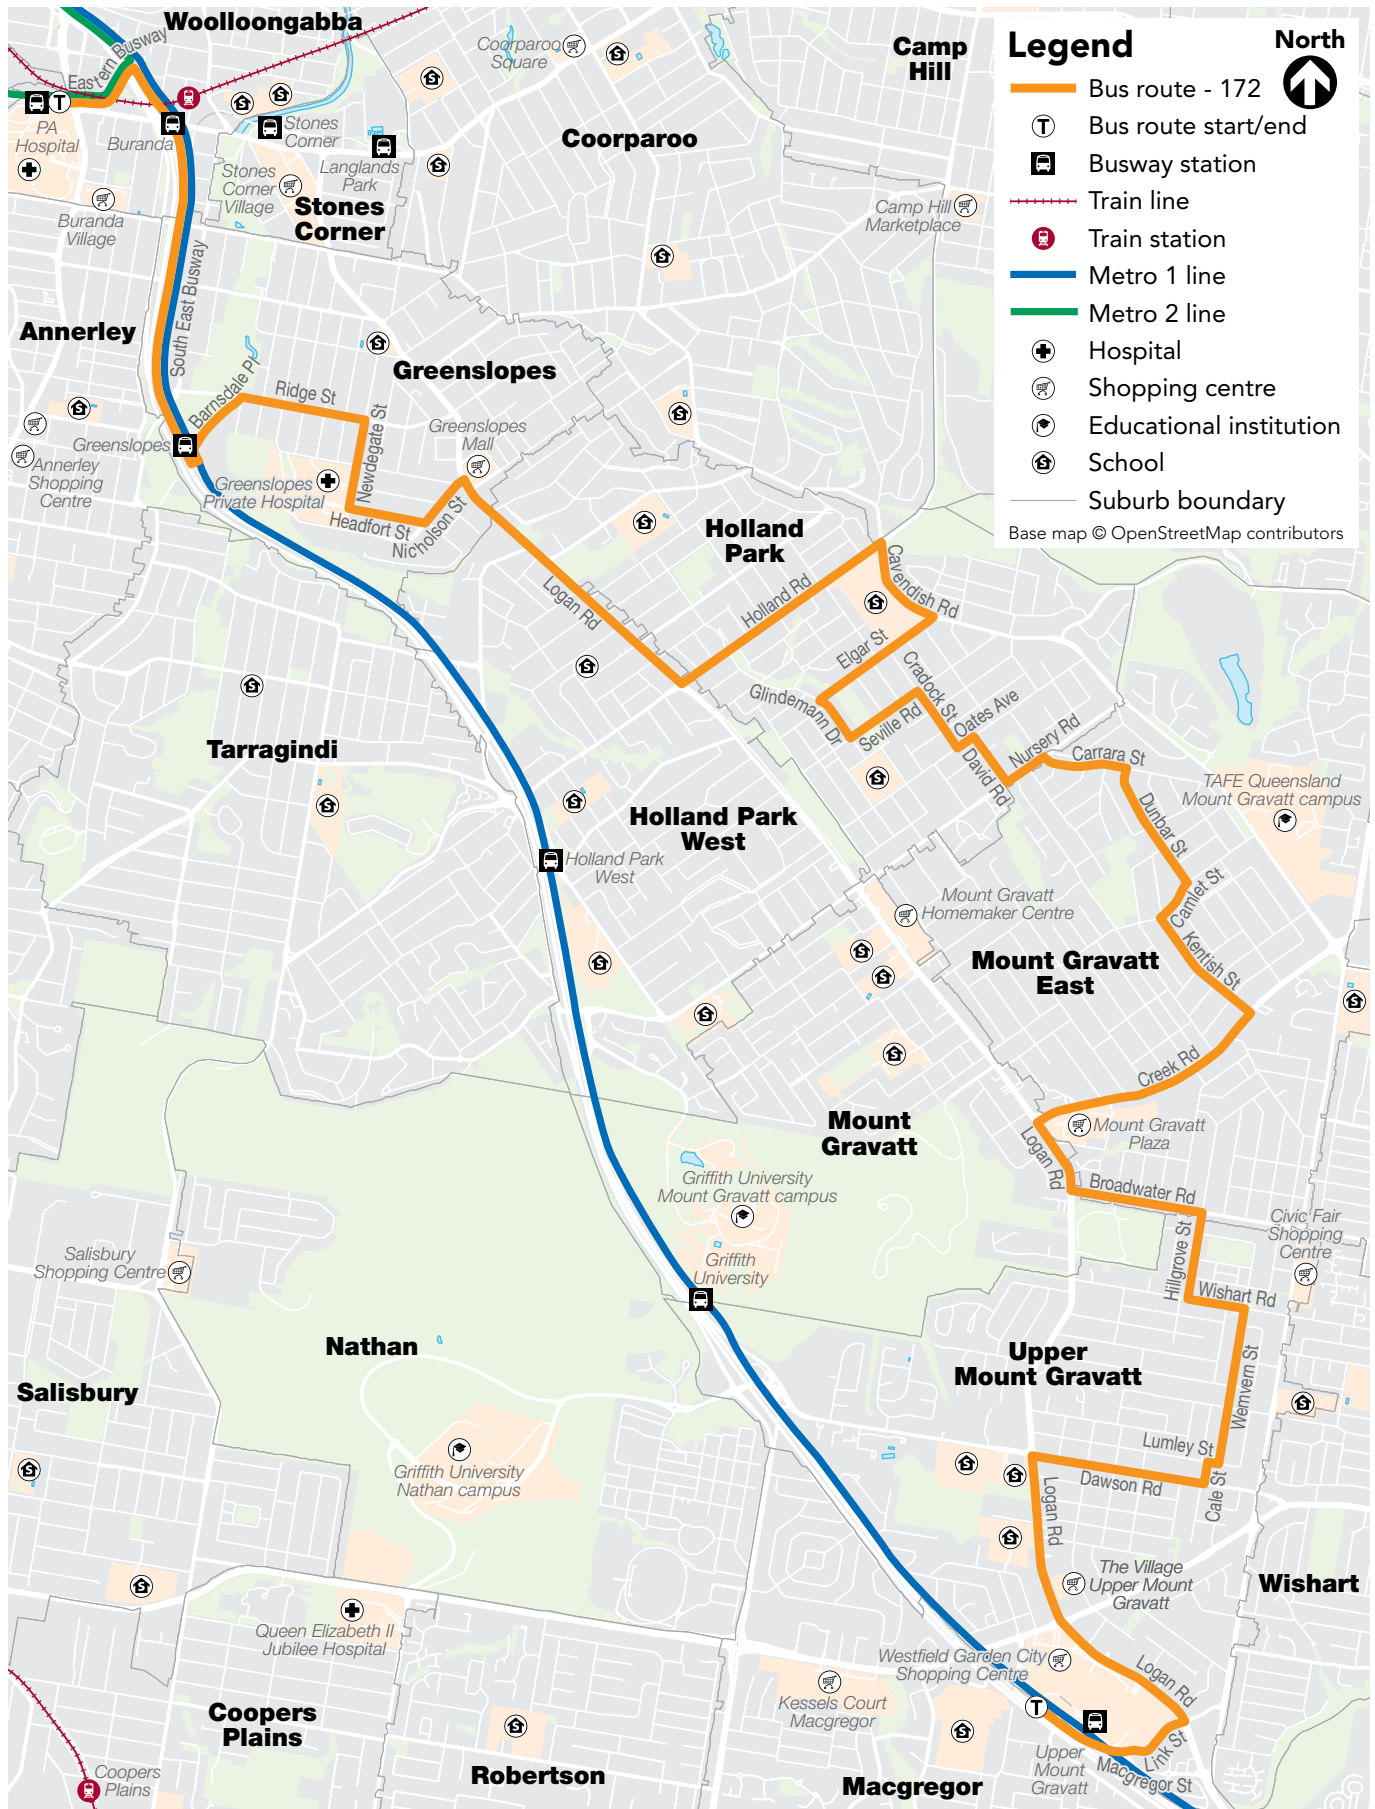 Woolloongabba
Eastern Busway
PA
Hospital
Buranda
Stones
Corner
Langlands
Park
Stones
Corner
Village
Stones
Corner
Buranda
Village
Coorparoo
Square
Coorparoo
Camp
Hill
Camp Hill
Marketplace
Legend
North
Bus route - 172
T
Bus route start/end
Busway station
Train line
Train station
Metro 1 line
Metro 2 line
Hospital
Shopping centre
Educational institution
S
School
Suburb boundary
Base map © OpenStreetMap contributors
T
Annerley
South East Busway
Barnsdale Pl
Ridge St
Greenslopes
Newdegate St
Greenslopes
Mall
Greenslopes
Annerley
Shopping
Centre
Greenslopes
Private Hospital
Headfort St
Nicholson St
Holland
Park
Logan Rd
Holland Rd
Cavendish Rd
Elgar St
Glindemann Dr
Seville Rd
Cradock St
Oates Ave
David Rd
Nursery Rd
Carrara St
Tarragindi
Holland Park
West
Holland Park
West
TAFE Queensland
Mount Gravatt campus
Dunbar St
Camlet St
Kentish St
Mount Gravatt
Homemaker Centre
Mount Gravatt
East
Creek Rd
Mount
Gravatt
Mount Gravatt
Plaza
Logan Rd
Broadwater Rd
Griffith University
Mount Gravatt campus
Griffith
University
Civic Fair
Shopping
Centre
Hillgrove St
Wishart Rd
Salisbury
Shopping Centre
Nathan
Salisbury
Upper
Mount Gravatt
Wemvern St
Lumley St
Dawson Rd
Cale St
Logan Rd
Griffith University
Nathan campus
The Village
Upper Mount
Gravatt
Wishart
Queen Elizabeth II
Jubilee Hospital
Westfield Garden City
Shopping Centre
Kessels Court
Macgregor
Logan Rd
T
Link St
Macgregor St
Upper
Mount
Gravatt
Coopers
Plains
Coopers
Plains
Robertson
Macgregor